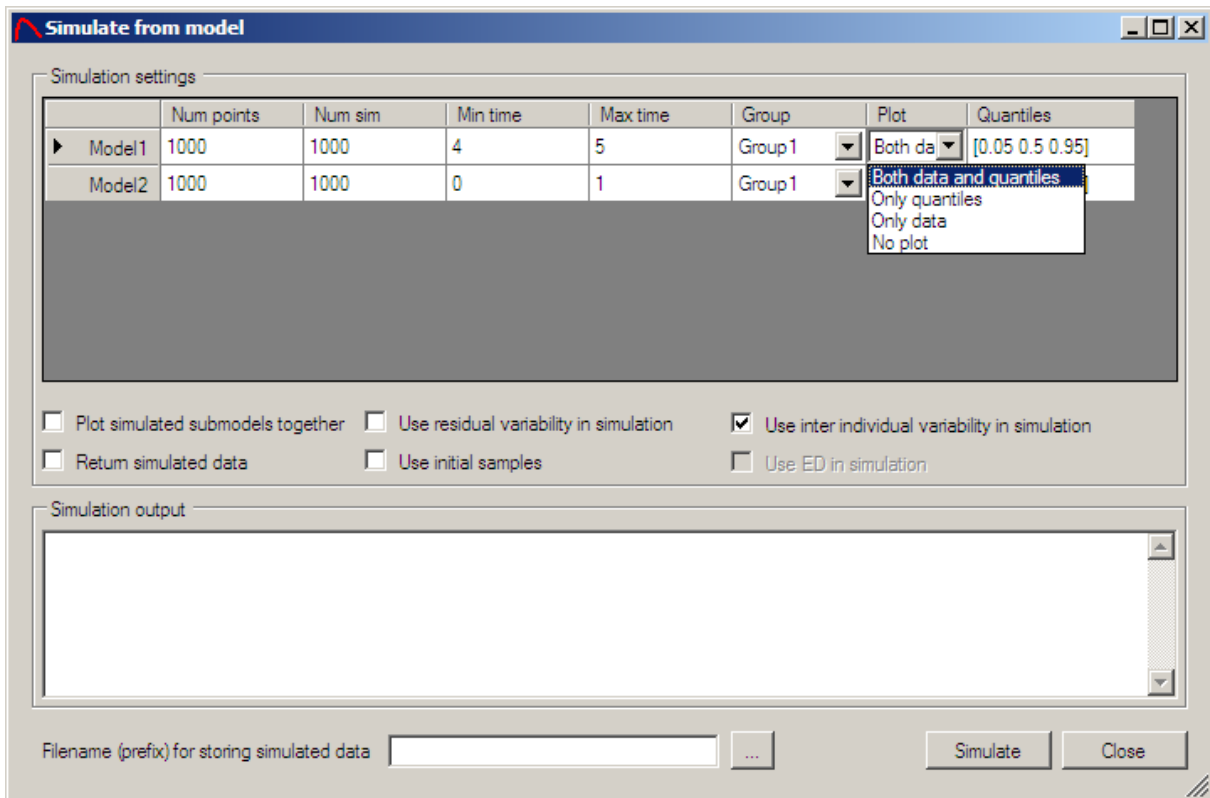 Simulate from model
Simulation settings
Num points Num sim Min time Max time Group Plot Quantiles
Model1 1000 1000 4 5 Group1 Both da [0.05 0.5 0.95]
Model2 1000 1000 0 1 Group1 ]
Both data and quantiles
Only quantiles
Only data
No plot
Plot simulated submodels together Use residual variability in simulation Use inter individual variability in simulation
Return simulated data Use initial samples Use ED in simulation
Simulation output
Filename (prefix) for storing simulated data ... Simulate Close